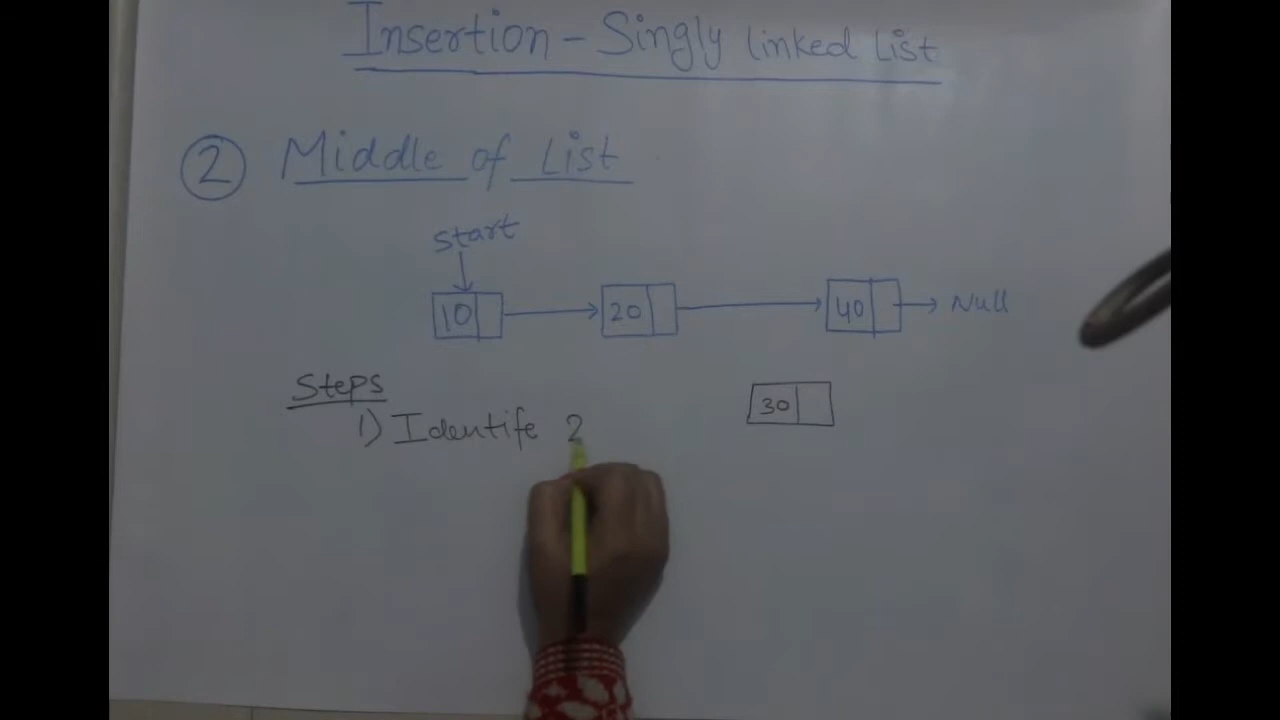 Insertion - Singly linked list
2 Middle of List
start
10 20 40 Null
Steps
30
1) Identife 2